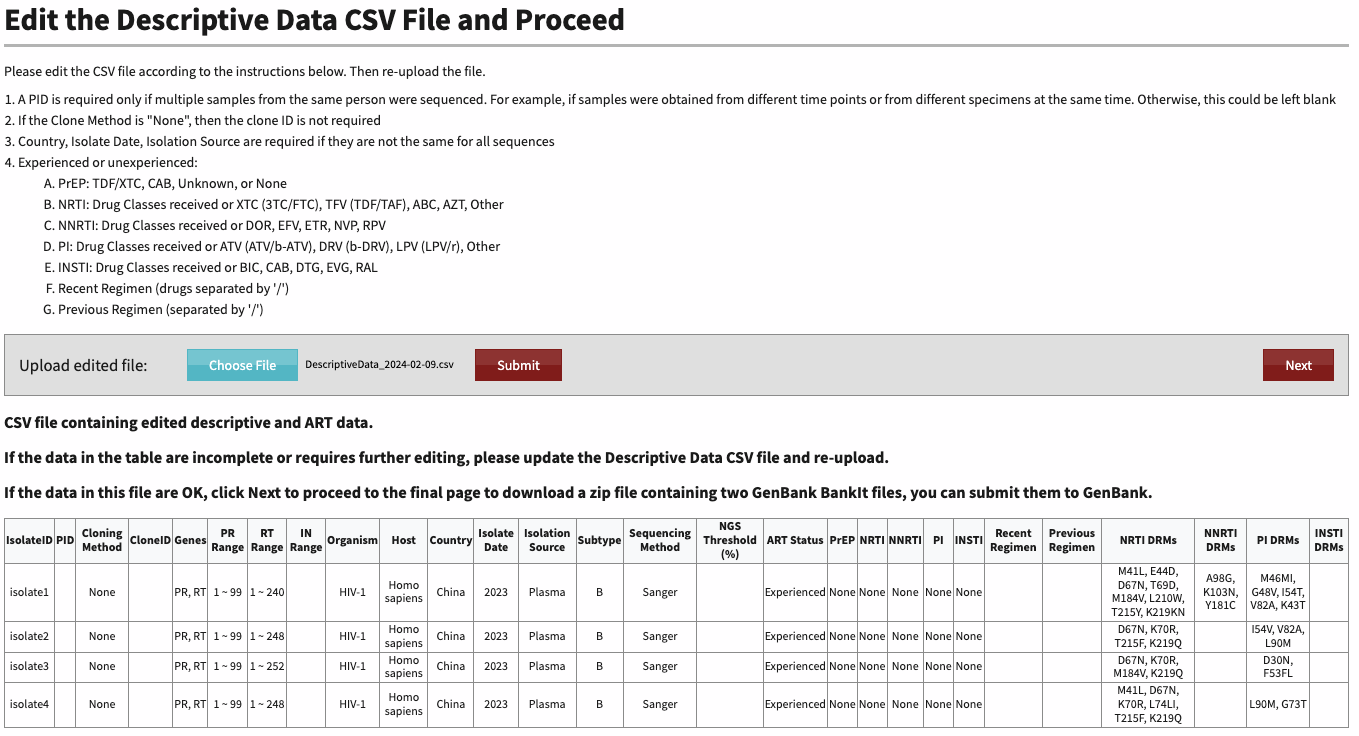 Edit the Descriptive Data CSV File and Proceed
Please edit the CSV file according to the instructions below. Then re-upload the file.
1. A PID is required only if multiple samples from the same person were sequenced. For example, if samples were obtained from different time points or from different specimens at the same time. Otherwise, this could be left blank
2. If the Clone Method is "None", then the clone ID is not required
3. Country, Isolate Date, Isolation Source are required if they are not the same for all sequences
4. Experienced or unexperienced:
A. PrEP: TDF/XTC, CAB, Unknown, or None
B. NRTI: Drug Classes received or XTC (3TC/FTC), TFV (TDF/TAF), ABC, AZT, Other
C. NNRTI: Drug Classes received or DOR, EFV, ETR, NVP, RPV
D. PI: Drug Classes received or ATV (ATV/b-ATV), DRV (b-DRV), LPV (LPV/r), Other
E. INSTI: Drug Classes received or BIC, CAB, DTG, EVG, RAL
F. Recent Regimen (drugs separated by '/')
G. Previous Regimen (separated by '/')
Upload edited file: Choose File DescriptiveData_2024-02-09.csv Submit Next
CSV file containing edited descriptive and ART data.
If the data in the table are incomplete or requires further editing, please update the Descriptive Data CSV file and re-upload.
If the data in this file are OK, click Next to proceed to the final page to download a zip file containing two GenBank BankIt files, you can submit them to GenBank.
IsolateID PID Cloning Method CloneID Genes PR Range RT Range IN Range Organism Host Country Isolate Date Isolation Source Subtype Sequencing Method NGS Threshold (%) ART Status PrEP NRTI NNRTI PI INSTI Recent Regimen Previous Regimen NRTI DRMs NNRTI DRMs PI DRMs INSTI DRMs
isolate1 None PR, RT 1 ~ 99 1 ~ 240 HIV-1 Homo sapiens China 2023 Plasma B Sanger Experienced None None None None None M41L, E44D, D67N, T69D, M184V, L210W, T215Y, K219KN A98G, K103N, Y181C M46MI, G48V, I54T, V82A, K43T
isolate2 None PR, RT 1 ~ 99 1 ~ 248 HIV-1 Homo sapiens China 2023 Plasma B Sanger Experienced None None None None None D67N, K70R, T215F, K219Q I54V, V82A, L90M
isolate3 None PR, RT 1 ~ 99 1 ~ 252 HIV-1 Homo sapiens China 2023 Plasma B Sanger Experienced None None None None None D67N, K70R, M184V, K219Q D30N, F53FL
isolate4 None PR, RT 1 ~ 99 1 ~ 248 HIV-1 Homo sapiens China 2023 Plasma B Sanger Experienced None None None None None M41L, D67N, K70R, L74LI, T215F, K219Q L90M, G73T